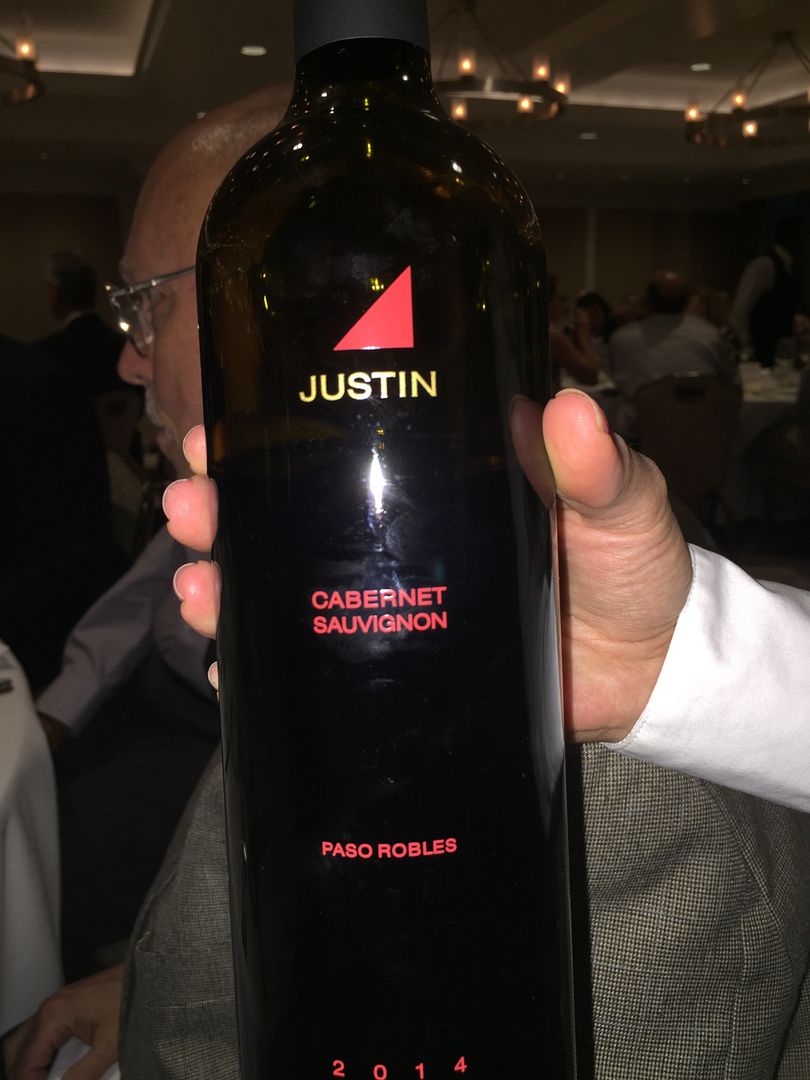 JUSTIN
CABERNET
SAUVIGNON
PASO ROBLES
2014